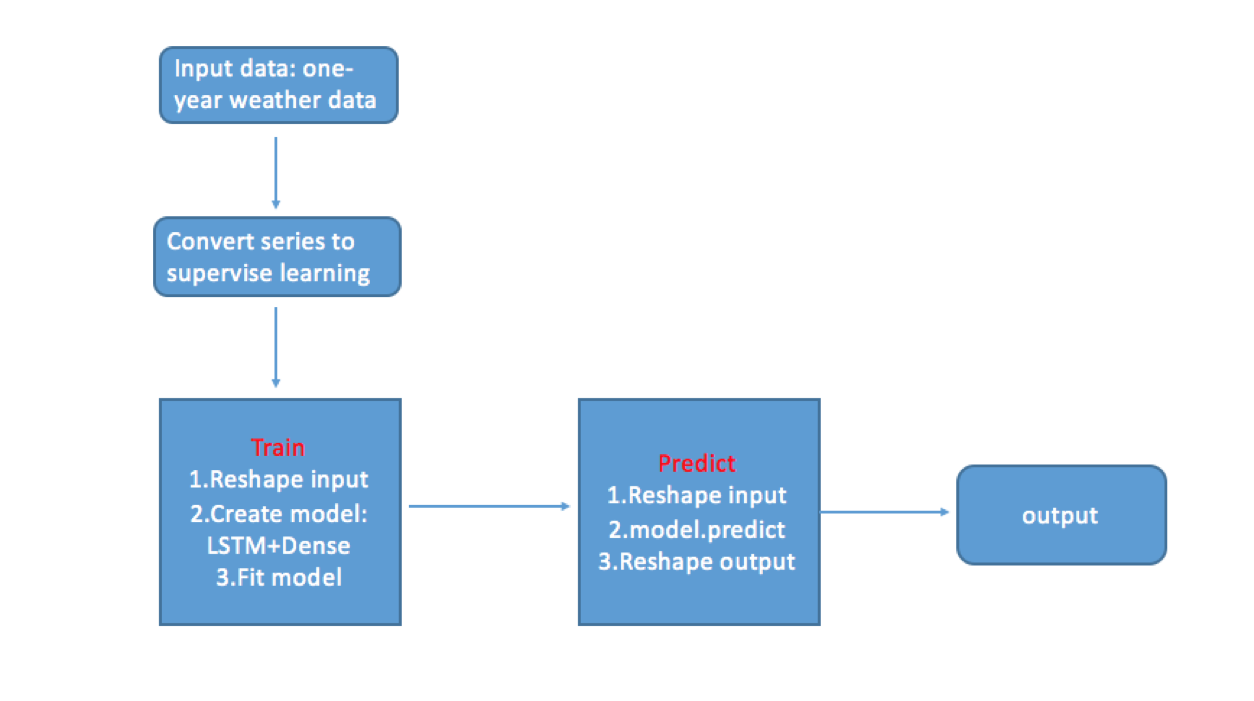 Input data: one-
year weather data
Convert series to
supervise learning
Train
1.Reshape input
2.Create model:
LSTM+Dense
3.Fit model
Predict
1.Reshape input
2.model.predict
3.Reshape output
output